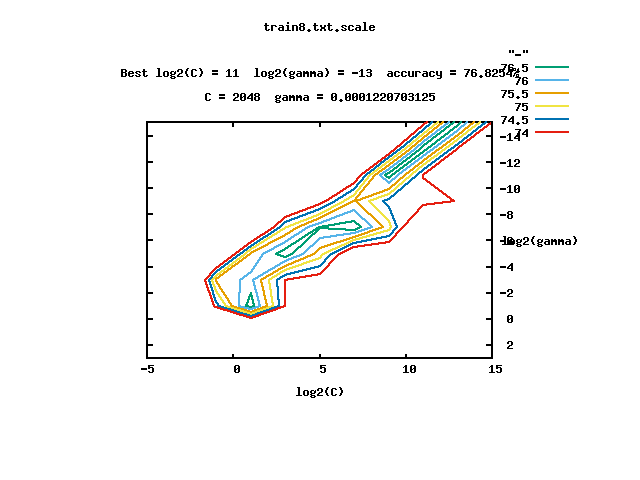 train8.txt.scale
"-"
Best log2(C) = 11  log2(gamma) = -13  accuracy = 76.8254%
76.5
76
C = 2048  gamma = 0.0001220703125
75.5
75
74.5
74
-14
-12
-10
-8
-6
log2(gamma)
-4
-2
0
2
-5 0 5 10 15
log2(C)